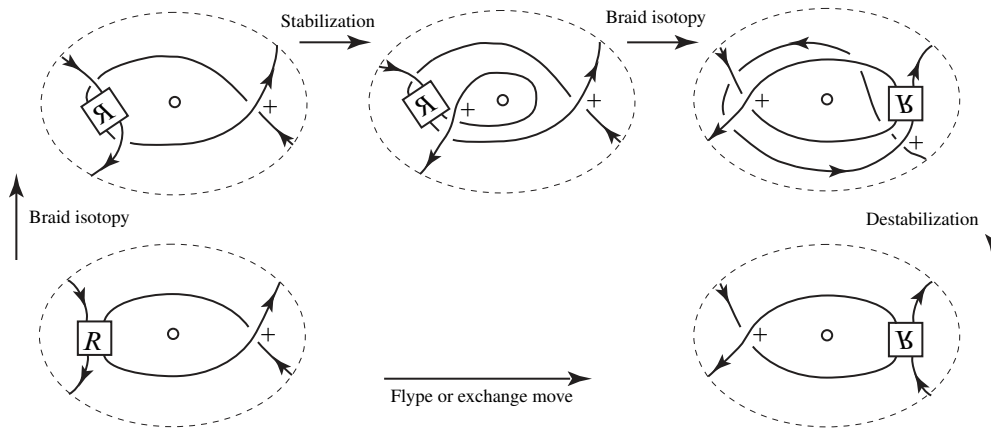 Stabilization
Braid isotopy
Я
+
Я
+
+
+
R
+
Braid isotopy
Destabilization
R
+
+
R
Flype or exchange move